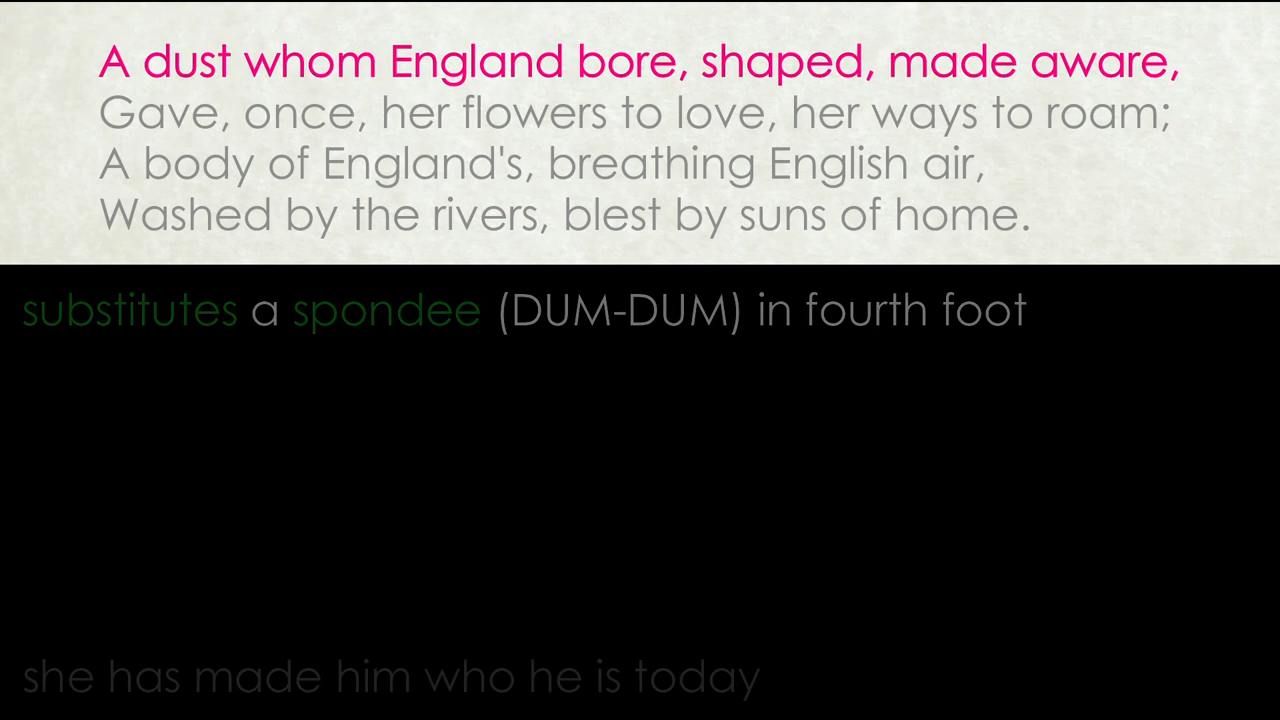 A dust whom England bore, shaped, made aware,
Gave, once, her flowers to love, her ways to roam;
A body of England's, breathing English air,
Washed by the rivers, blest by suns of home.
substitutes a spondee (DUM-DUM) in fourth foot
she has made him who he is today